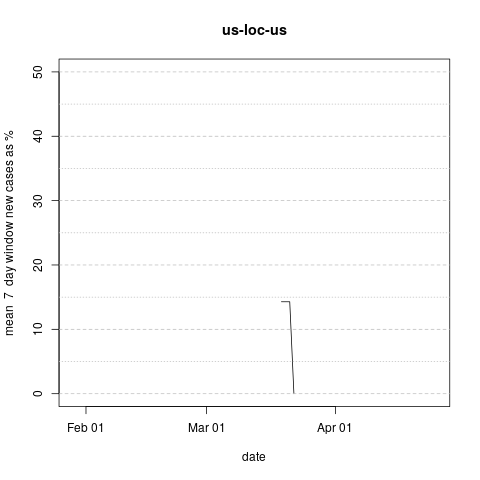 us-loc-us
mean 7 day window new cases as %
50
40
30
20
10
0
Feb 01
Mar 01
Apr 01
date